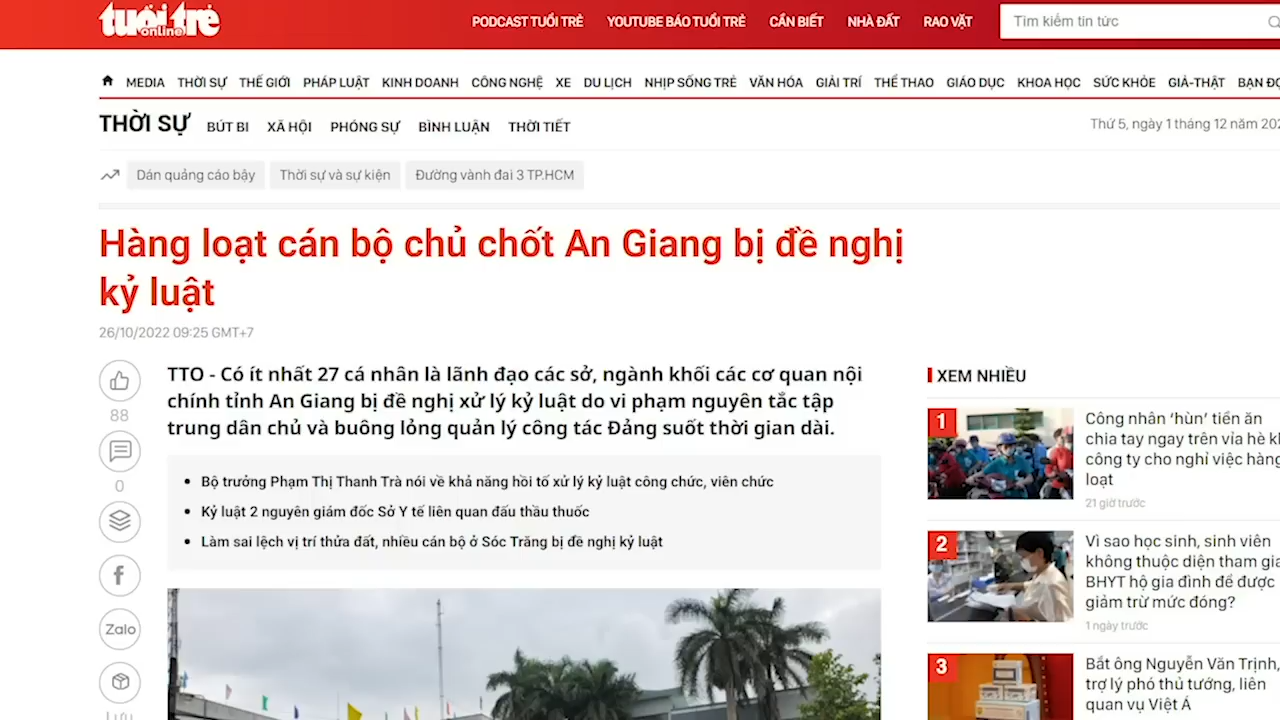 tuổi trẻ
online
PODCAST TUỔI TRẺ
YOUTUBE BÁO TUỔI TRẺ
CẦN BIẾT
NHÀ ĐẤT
RAO VẶT
Tìm kiếm tin tức
MEDIA THỜI SỰ THẾ GIỚI PHÁP LUẬT KINH DOANH CÔNG NGHỆ XE DU LỊCH NHỊP SỐNG TRẺ VĂN HÓA GIẢI TRÍ THỂ THAO GIÁO DỤC KHOA HỌC SỨC KHỎE GIẢ-THẬT BẠN
THỜI SỰ BÚT BI XÃ HỘI PHÓNG SỰ BÌNH LUẬN THỜI TIẾT
Thứ 5, ngày 1 tháng 12 năm
Dán quảng cáo bậy
Thời sự và sự kiện
Đường vành đai 3 TP.HCM
Hàng loạt cán bộ chủ chốt An Giang bị đề nghị
kỷ luật
26/10/2022 09:25 GMT+7
88
0
Zalo
Lưu
TTO - Có ít nhất 27 cá nhân là lãnh đạo các sở, ngành khối các cơ quan nội
chính tỉnh An Giang bị đề nghị xử lý kỷ luật do vi phạm nguyên tắc tập
trung dân chủ và buông lỏng quản lý công tác Đảng suốt thời gian dài.
Bộ trưởng Phạm Thị Thanh Trà nói về khả năng hồi tố xử lý kỷ luật công chức, viên chức
Kỷ luật 2 nguyên giám đốc Sở Y tế liên quan đấu thầu thuốc
Làm sai lệch vị trí thửa đất, nhiều cán bộ ở Sóc Trăng bị đề nghị kỷ luật
XEM NHIỀU
1
Công nhân ‘hùn’ tiền ăn
chia tay ngay trên vỉa hè
công ty cho nghỉ việc hàng
loạt
21 giờ trước
2
Vì sao học sinh, sinh viên
không thuộc diện tham gia
BHYT hộ gia đình để được
giảm trừ mức đóng?
1 ngày trước
3
Bắt ông Nguyễn Văn Trịnh,
trợ lý phó thủ tướng, liên
quan vụ Việt Á